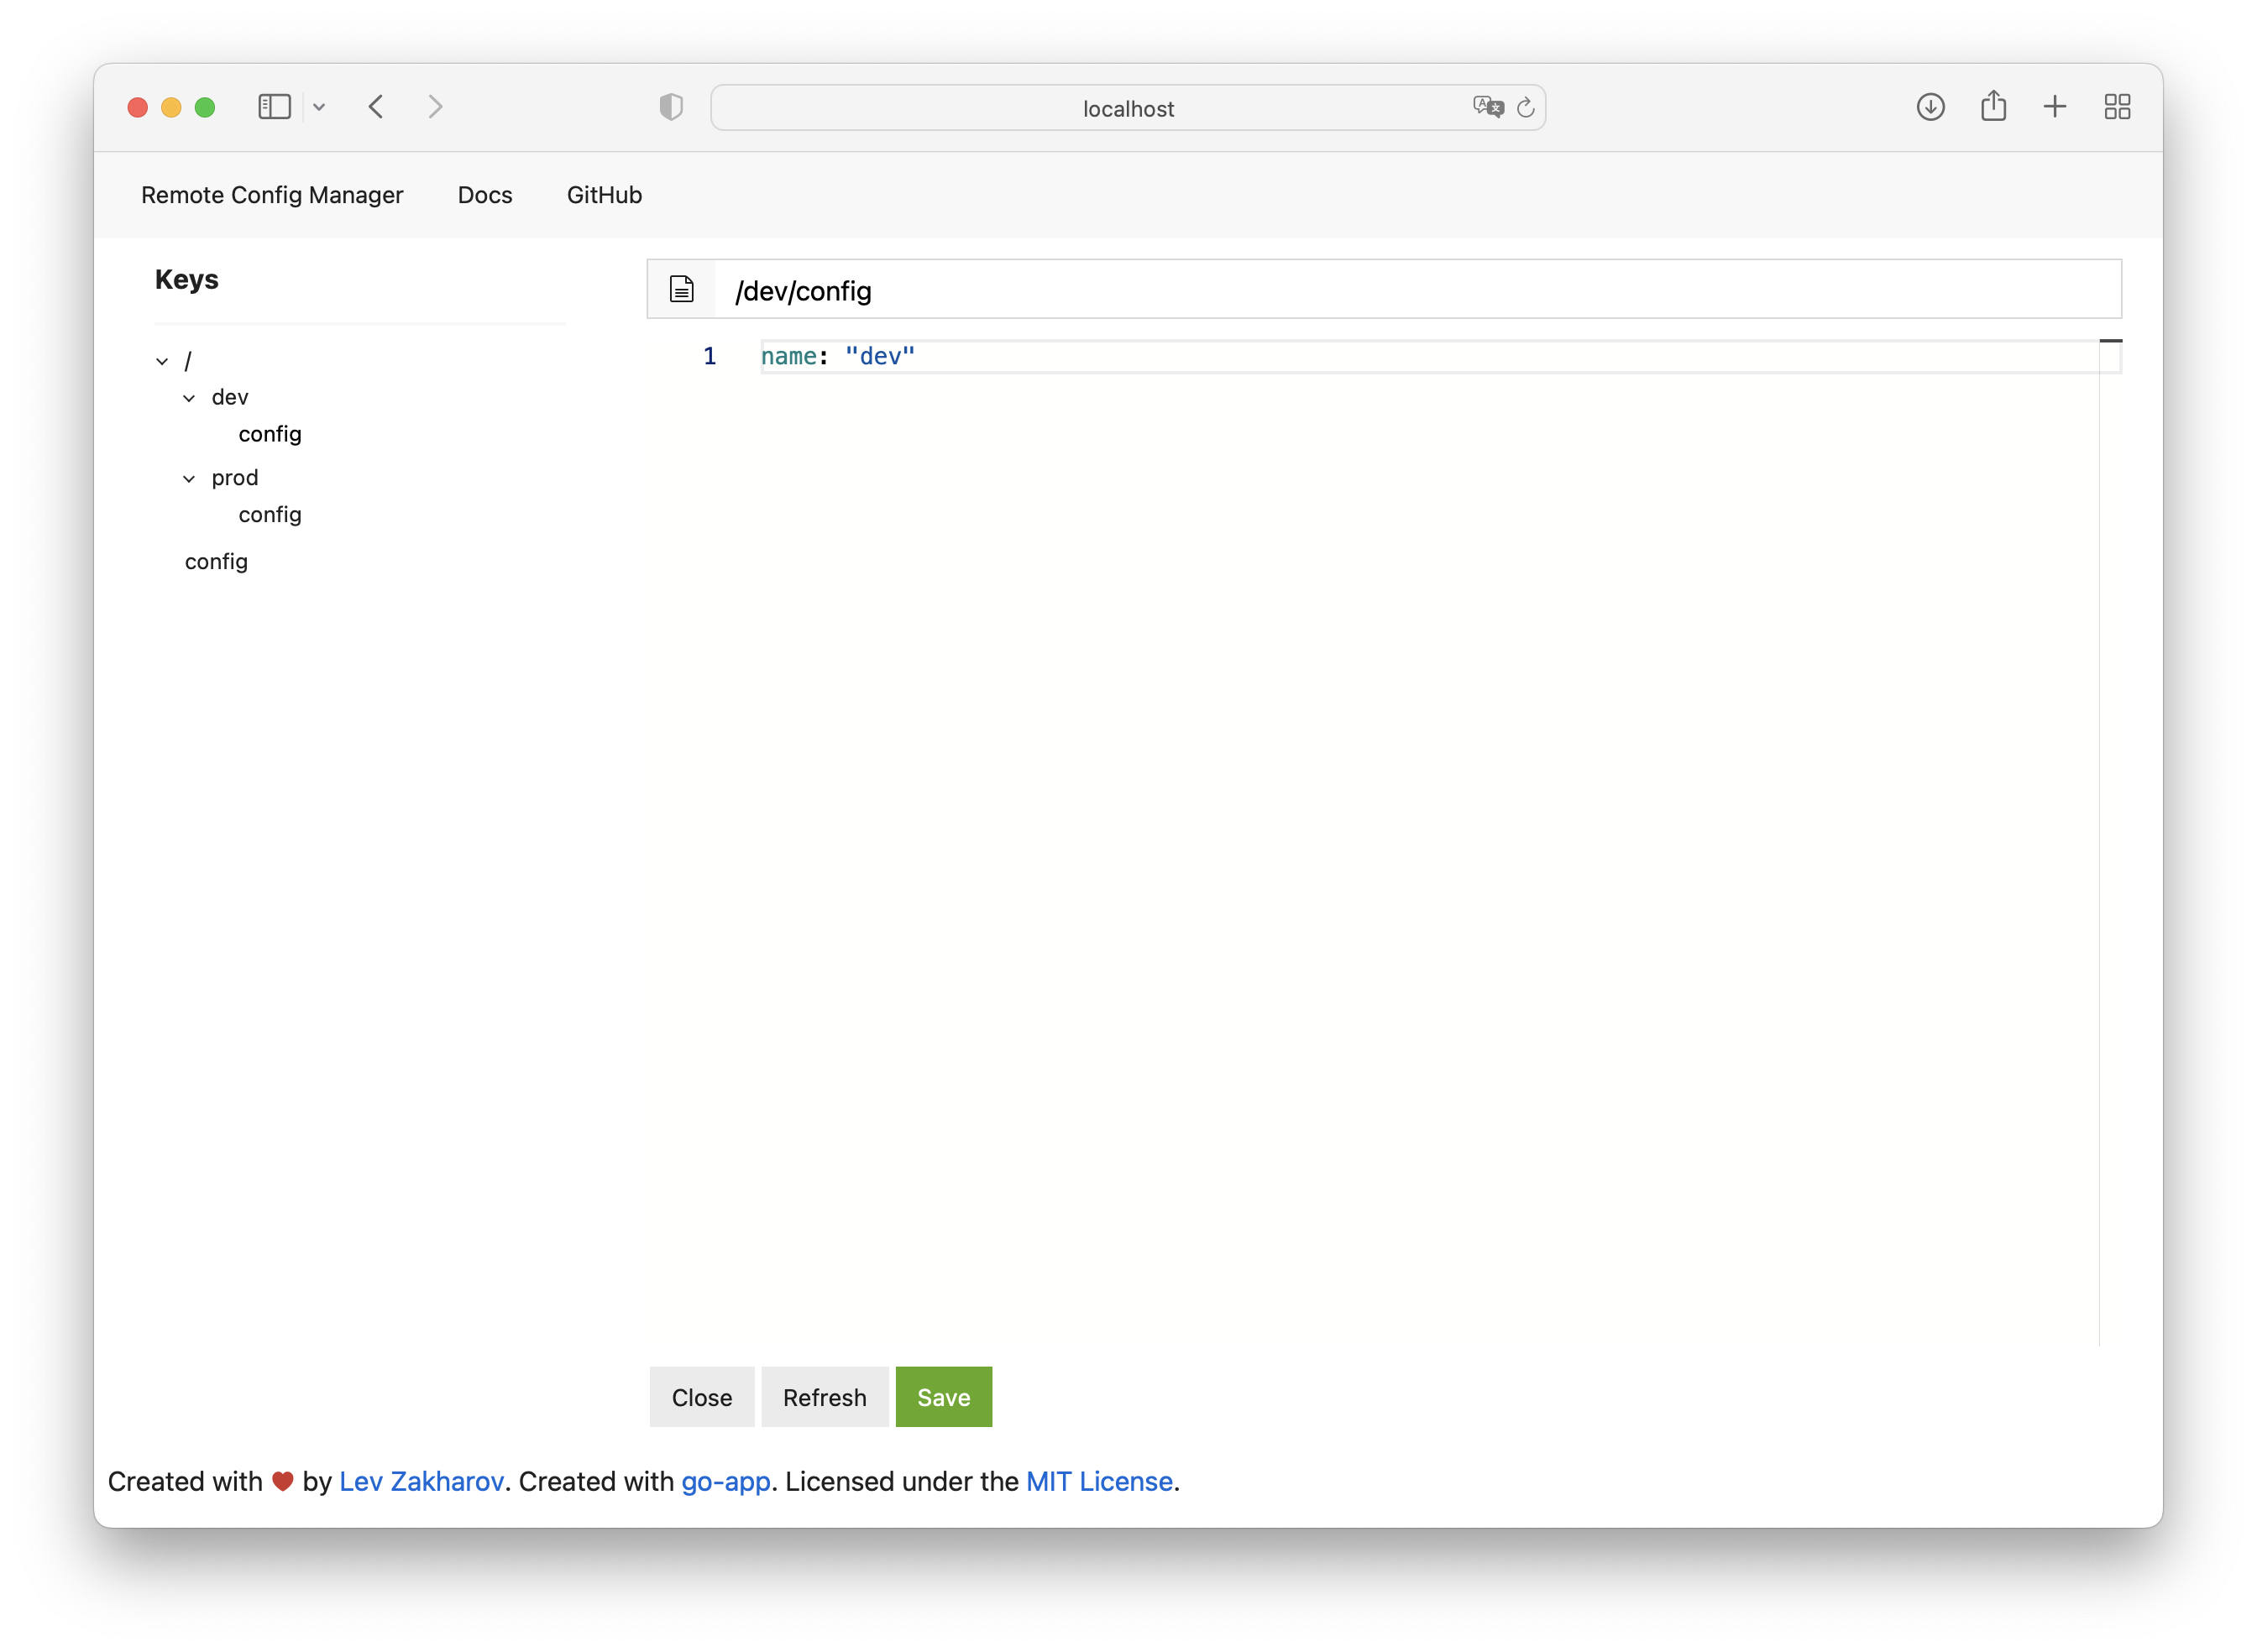 localhost
Remote Config Manager Docs GitHub
Keys
/
dev
config
prod
config
config
/dev/config
1 name: "dev"
Close Refresh Save
Created with ❤️ by Lev Zakharov. Created with go-app. Licensed under the MIT License.